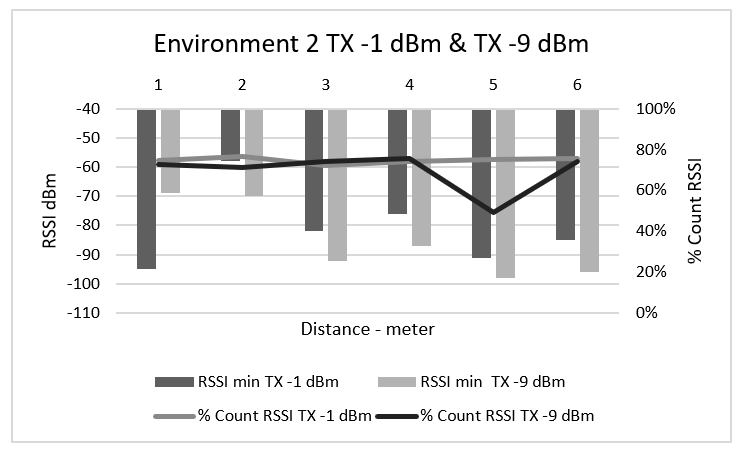 Environment 2 TX -1 dBm & TX -9 dBm
1 2 3 4 5 6
-40 100%
-50 80%
-60
-70 60%
-80 40%
-90
-100 20%
-110 0%
RSSI dBm
% Count RSSI
Distance - meter
RSSI min TX -1 dBm RSSI min TX -9 dBm
% Count RSSI TX -1 dBm % Count RSSI TX -9 dBm